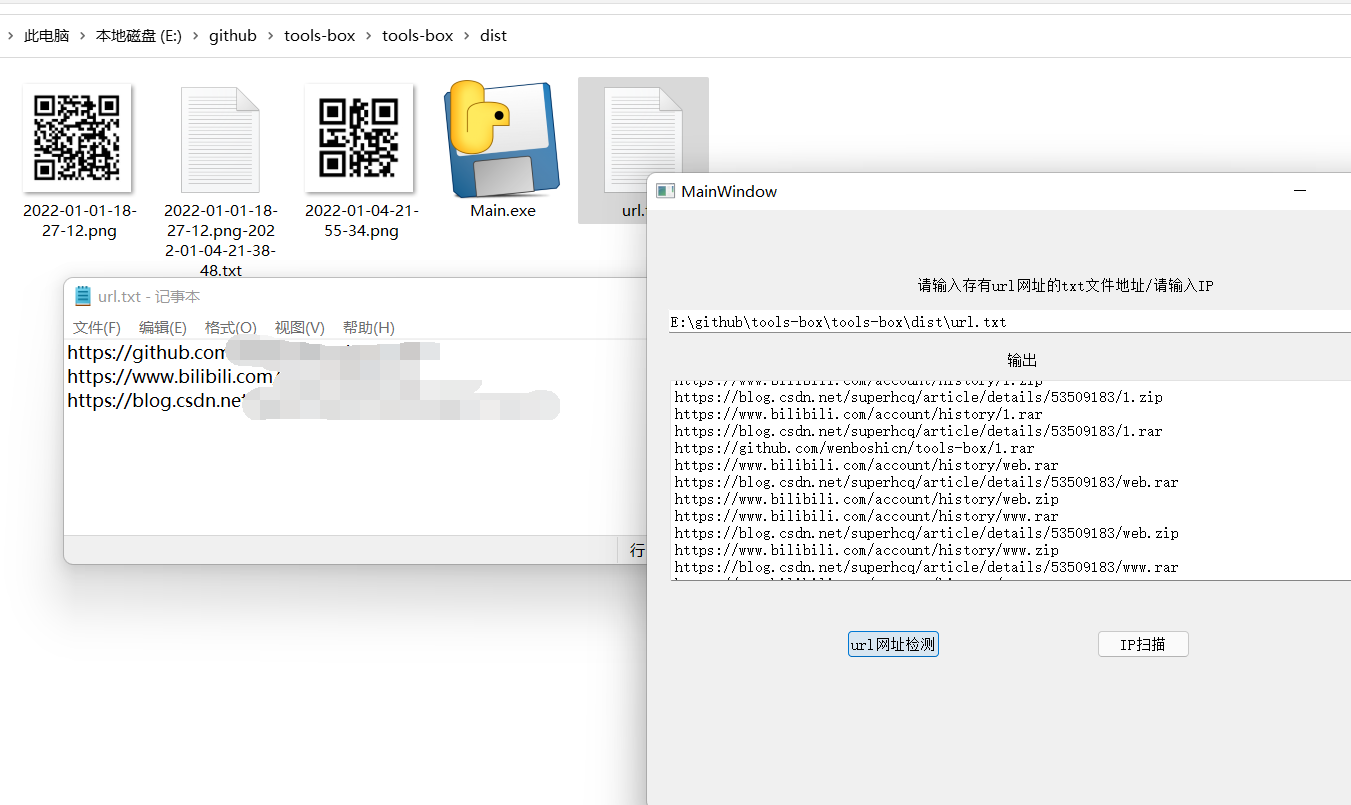 此电脑 本地磁盘 (E:) github tools-box tools-box dist
2022-01-01-18-27-12.png
2022-01-01-18-27-12.png-2022-01-04-21-38-48.txt
2022-01-04-21-55-34.png
Main.exe
url.t
MainWindow
url.txt - 记事本
文件(F) 编辑(E) 格式(O) 视图(V) 帮助(H)
https://github.com
https://www.bilibili.com
https://blog.csdn.net
行
请输入存有url网址的txt文件地址/请输入IP
E:\github\tools-box\tools-box\dist\url.txt
输出
https://www.bilibili.com/account/history/1.zip
https://blog.csdn.net/superhcq/article/details/53509183/1.zip
https://www.bilibili.com/account/history/1.rar
https://blog.csdn.net/superhcq/article/details/53509183/1.rar
https://github.com/wenboshicn/tools-box/1.rar
https://www.bilibili.com/account/history/web.rar
https://blog.csdn.net/superhcq/article/details/53509183/web.rar
https://www.bilibili.com/account/history/web.zip
https://www.bilibili.com/account/history/www.rar
https://blog.csdn.net/superhcq/article/details/53509183/web.zip
https://www.bilibili.com/account/history/www.zip
https://blog.csdn.net/superhcq/article/details/53509183/www.rar
url网址检测
IP扫描